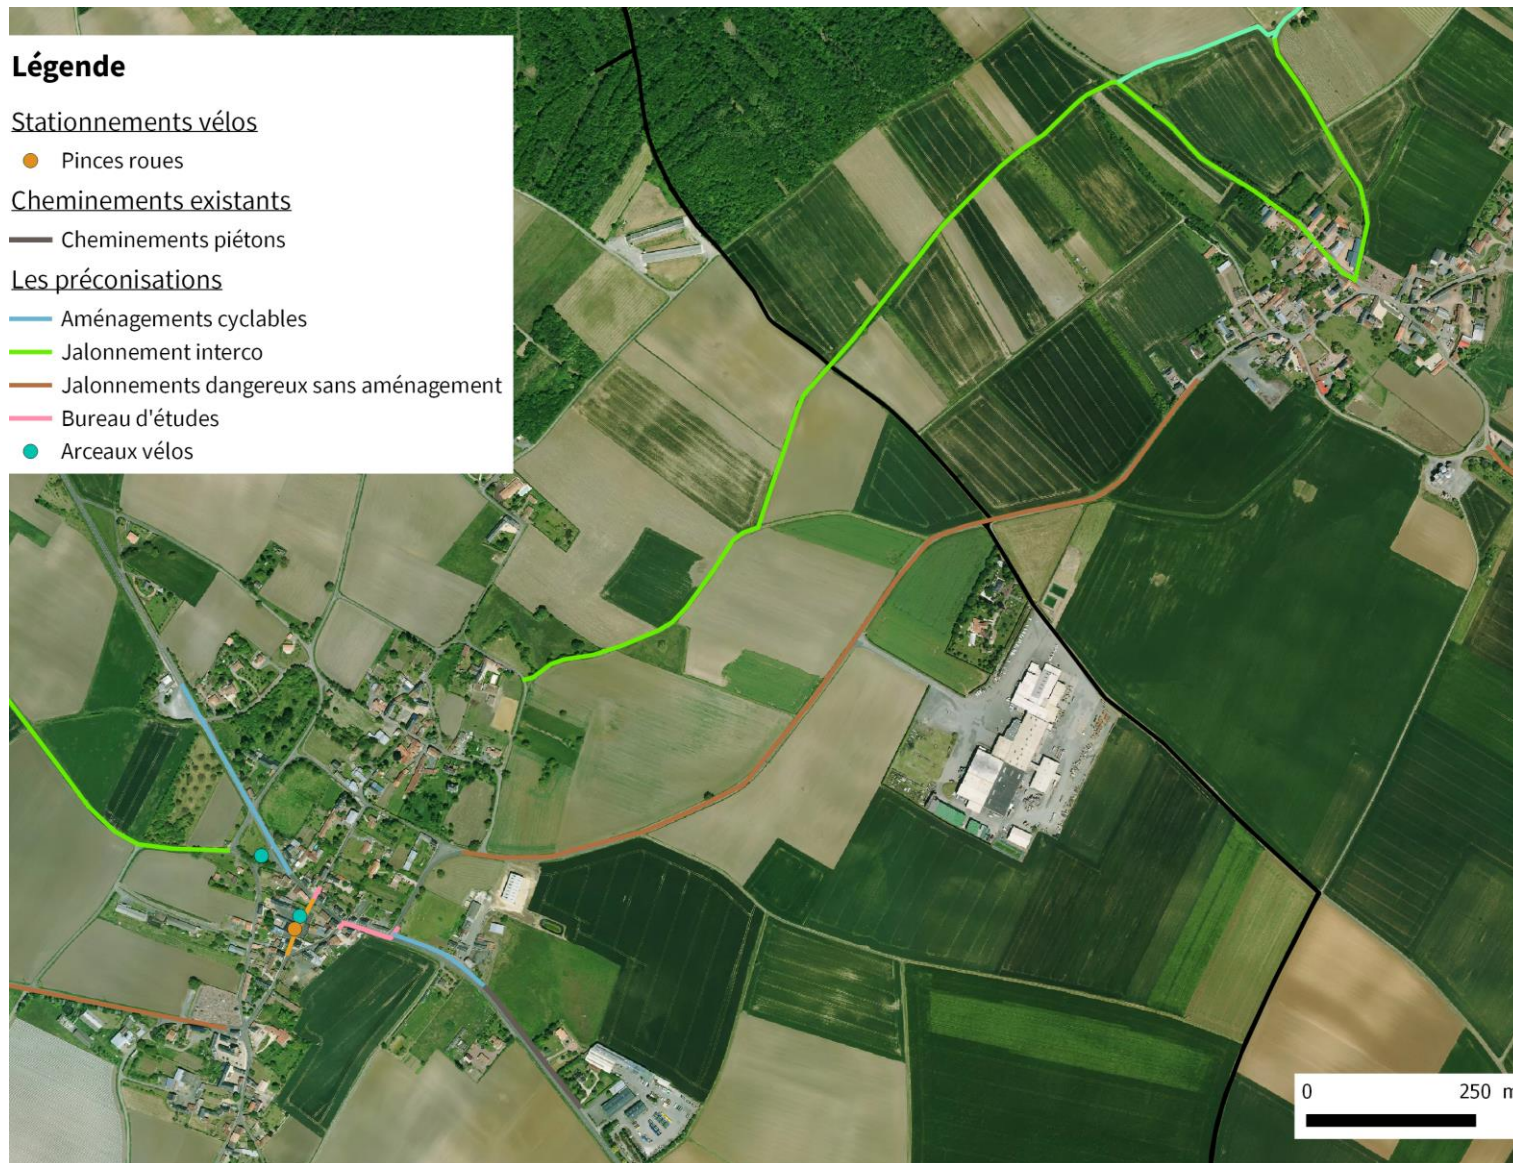 Légende
Stationnements vélos
Pinces roues
Cheminements existants
Cheminements piétons
Les préconisations
Aménagements cyclables
Jalonnement interco
Jalonnements dangereux sans aménagement
Bureau d'études
Arceaux vélos
0 250 m